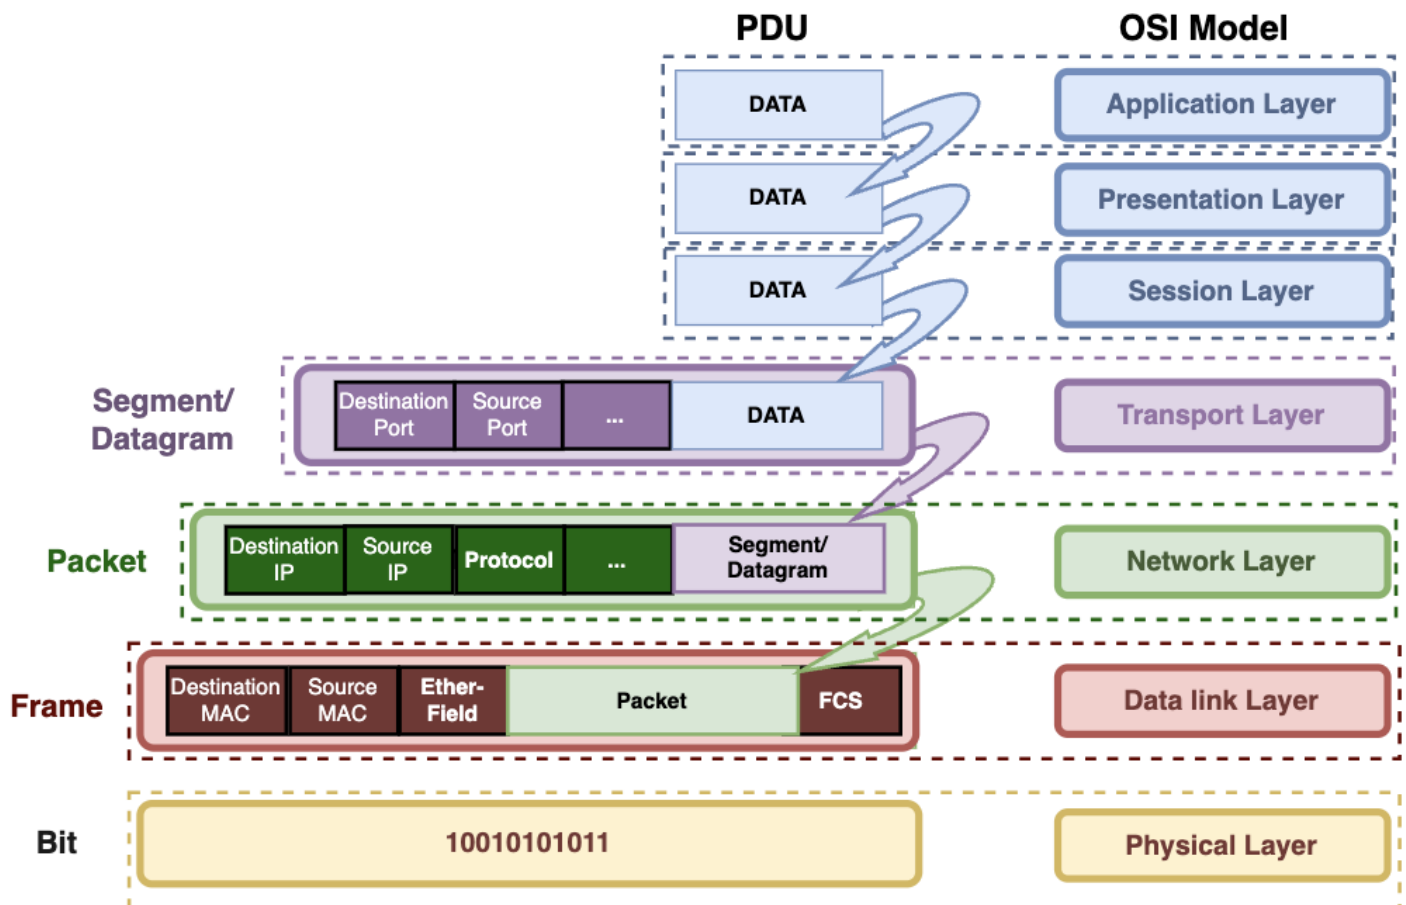 PDU
OSI Model
DATA
Application Layer
DATA
Presentation Layer
DATA
Session Layer
Segment/
Datagram
Destination
Port
Source
Port
...
DATA
Transport Layer
Packet
Destination
IP
Source
IP
Protocol
...
Segment/
Datagram
Network Layer
Frame
Destination
MAC
Source
MAC
Ether-
Field
Packet
FCS
Data link Layer
Bit
10010101011
Physical Layer